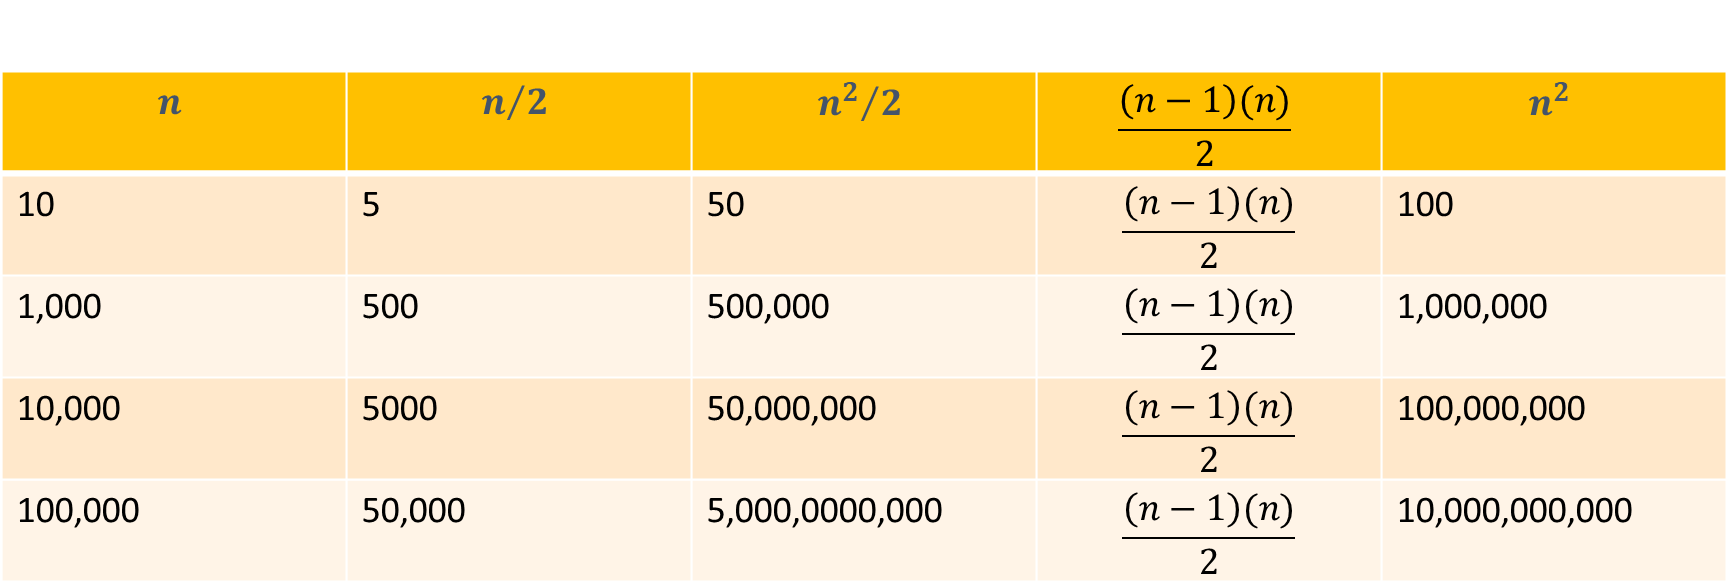 n n/2 n²/2 (n − 1)(n)/2 n²
10 5 50 (n − 1)(n)/2 100
1,000 500 500,000 (n − 1)(n)/2 1,000,000
10,000 5000 50,000,000 (n − 1)(n)/2 100,000,000
100,000 50,000 5,000,0000,000 (n − 1)(n)/2 10,000,000,000